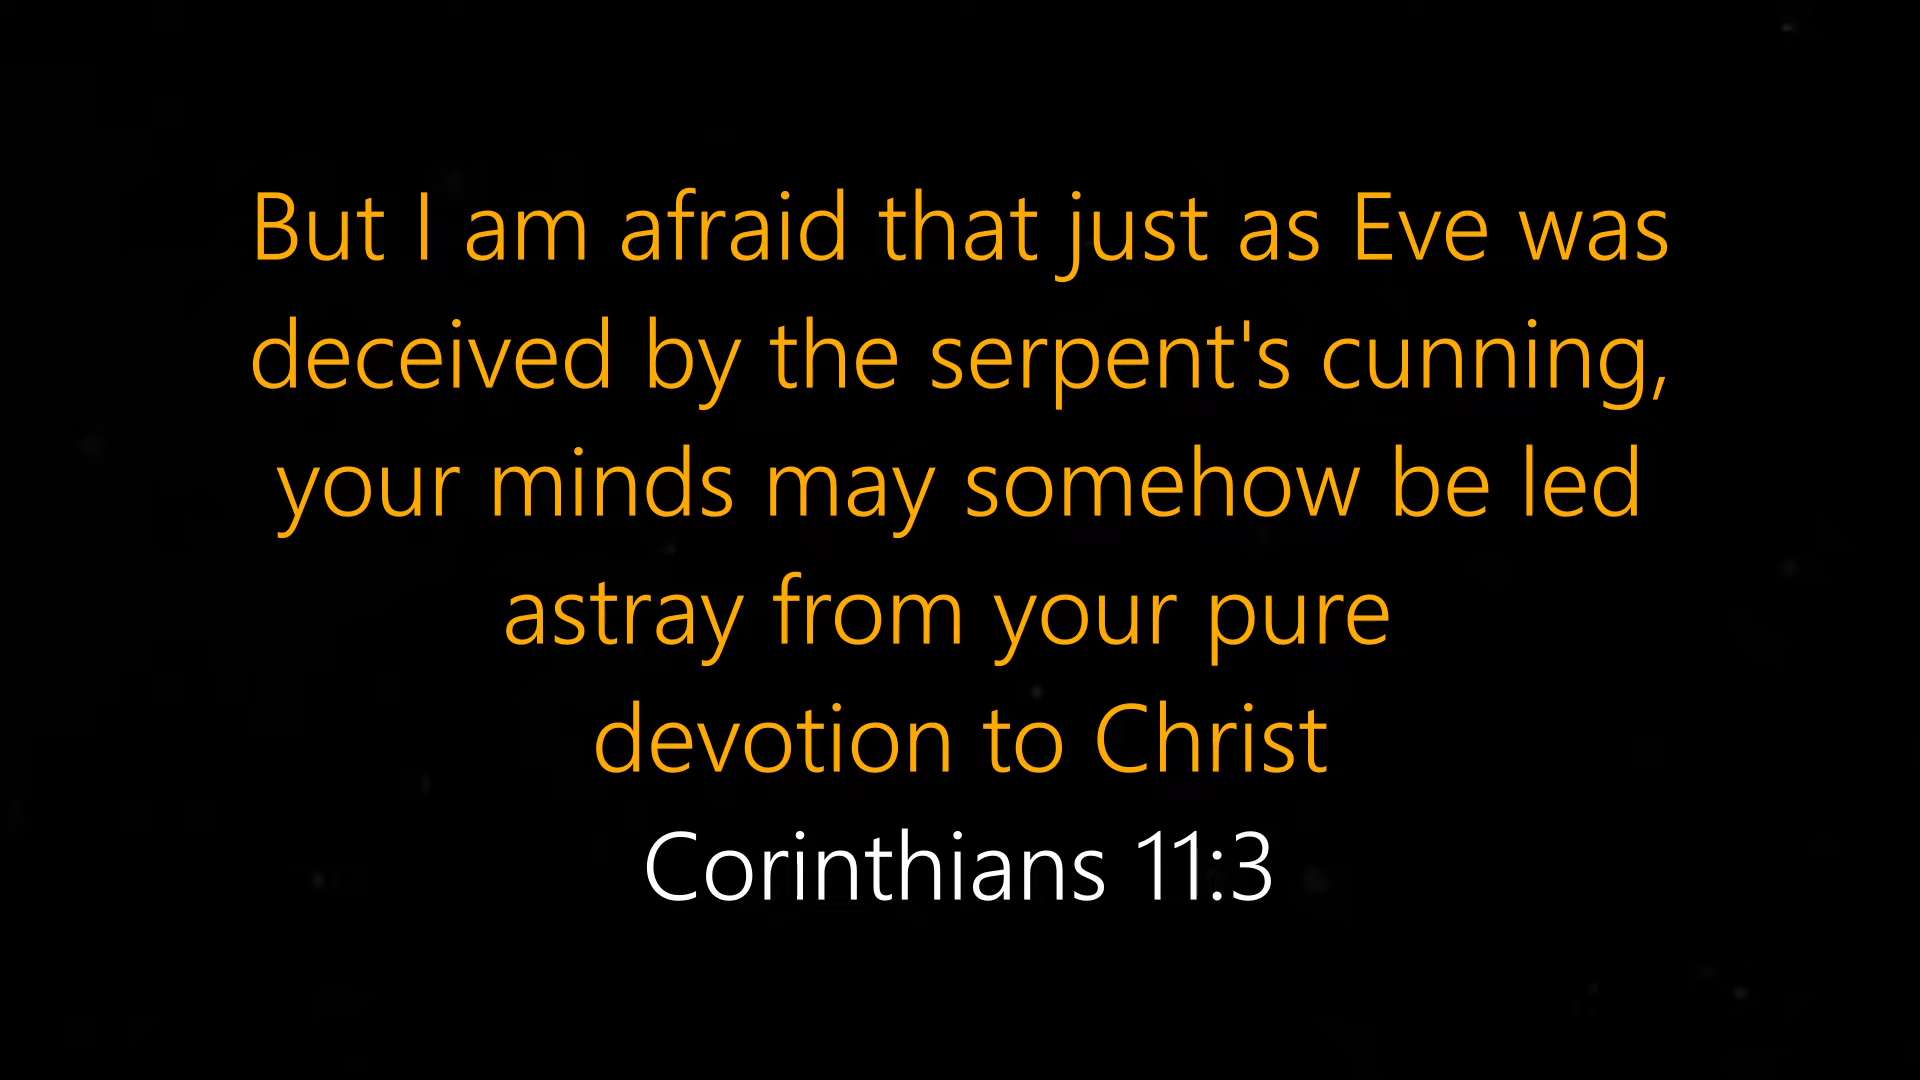 But I am afraid that just as Eve was
deceived by the serpent's cunning,
your minds may somehow be led
astray from your pure
devotion to Christ
Corinthians 11:3